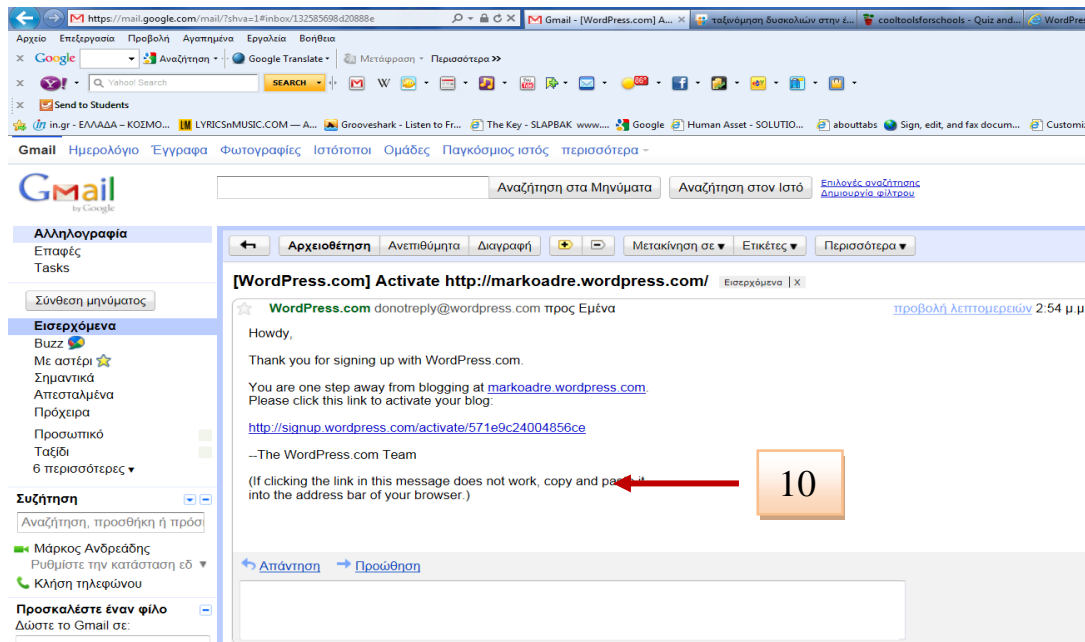 https://mail.google.com/mail/?shva=1#inbox/132585698d20888e
Gmail - [WordPress.com] A... ταξινόμηση δυσκολιών στην έ... cooltoolsforschools - Quiz and... WordPres
Αρχείο Επεξεργασία Προβολή Αγαπημένα Εργαλεία Βοήθεια
x Google Αναζήτηση Google Translate Μετάφραση Περισσότερα >>
x Y! Yahoo! Search SEARCH W
x Send to Students
in.gr - ΕΛΛΑΔΑ – ΚΟΣΜΟ... LYRICSnMUSIC.COM — A... Grooveshark - Listen to Fr... The Key - SLAPBAK www.... Google Human Asset - SOLUTIO... abouttabs Sign, edit, and fax docum... Customiz
Gmail Ημερολόγιο Έγγραφα Φωτογραφίες Ιστότοποι Ομάδες Παγκόσμιος ιστός περισσότερα
Gmail
by Google
Αναζήτηση στα Μηνύματα Αναζήτηση στον Ιστό
Επιλογές αναζήτησης
Δημιουργία φίλτρου
Αλληλογραφία
Επαφές
Tasks
Σύνθεση μηνύματος
Εισερχόμενα
Buzz
Με αστέρι
Σημαντικά
Απεσταλμένα
Πρόχειρα
Προσωπικό
Ταξίδι
6 περισσότερες
Συζήτηση
Αναζήτηση, προσθήκη ή πρόσ
Μάρκος Ανδρεάδης
Ρυθμίστε την κατάσταση εδ
Κλήση τηλεφώνου
Προσκαλέστε έναν φίλο
Δώστε το Gmail σε:
Αρχειοθέτηση Ανεπιθύμητα Διαγραφή Μετακίνηση σε Ετικέτες Περισσότερα
[WordPress.com] Activate http://markoadre.wordpress.com/ Εισερχόμενα | X
WordPress.com donotreply@wordpress.com προς Εμένα προβολή λεπτομερειών 2:54 μ.μ
Howdy,
Thank you for signing up with WordPress.com.
You are one step away from blogging at markoadre.wordpress.com.
Please click this link to activate your blog:
http://signup.wordpress.com/activate/571e9c24004856ce
--The WordPress.com Team
(If clicking the link in this message does not work, copy and paste it
into the address bar of your browser.)
10
Απάντηση Προώθηση